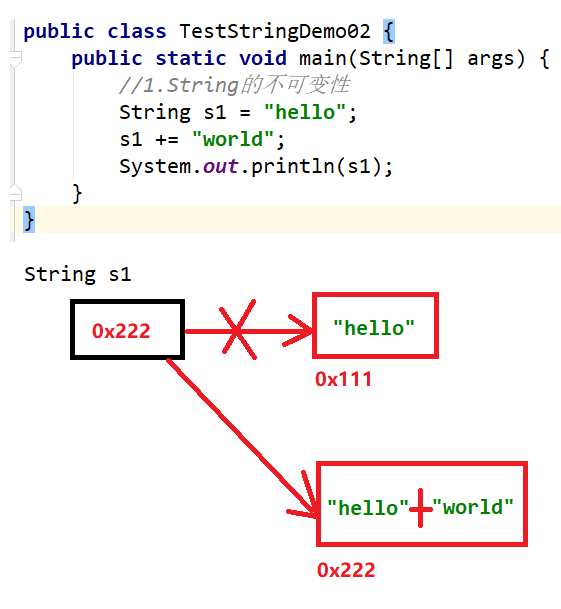 public class TestStringDemo02 {
    public static void main(String[] args) {
        //1.String的不可变性
        String s1 = "hello";
        s1 += "world";
        System.out.println(s1);
    }
}
String s1
0x222
"hello"
0x111
"hello"+"world"
0x222